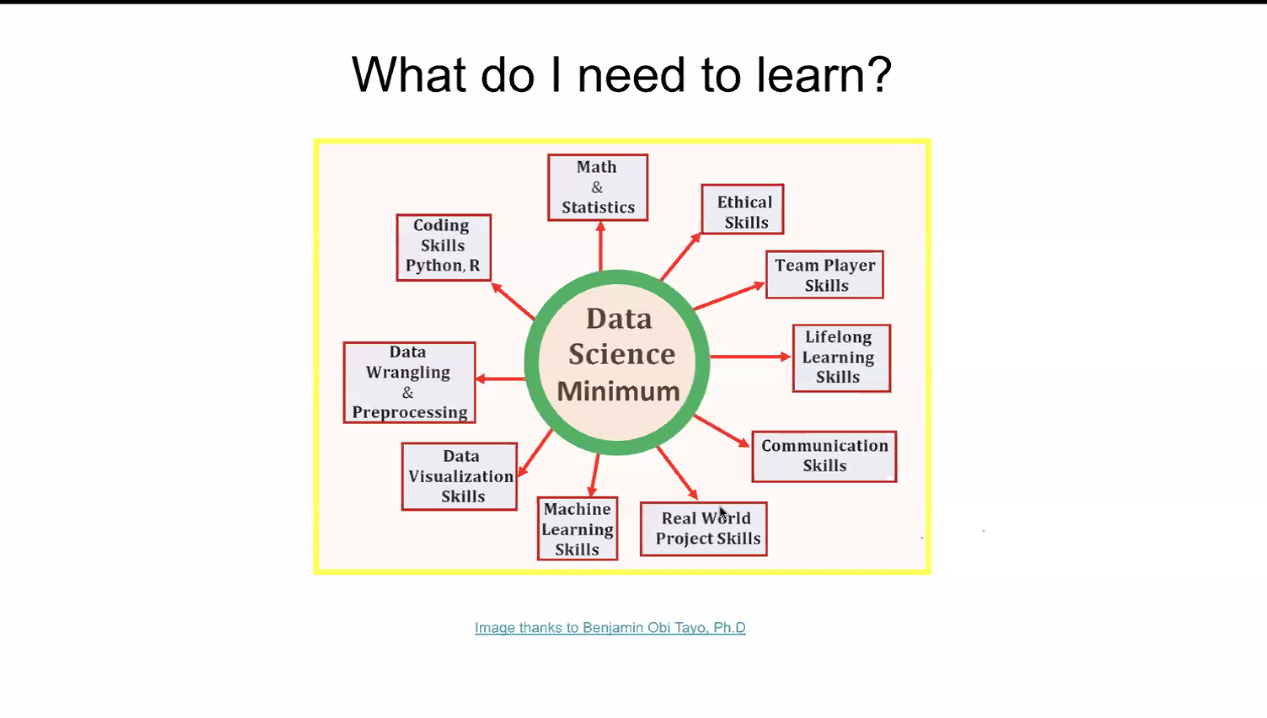 What do I need to learn?
Math
&
Statistics
Ethical
Skills
Coding
Skills
Python, R
Team Player
Skills
Data
Science
Minimum
Lifelong
Learning
Skills
Data
Wrangling
&
Preprocessing
Communication
Skills
Data
Visualization
Skills
Machine
Learning
Skills
Real World
Project Skills
Image thanks to Benjamin Obi Tayo, Ph.D